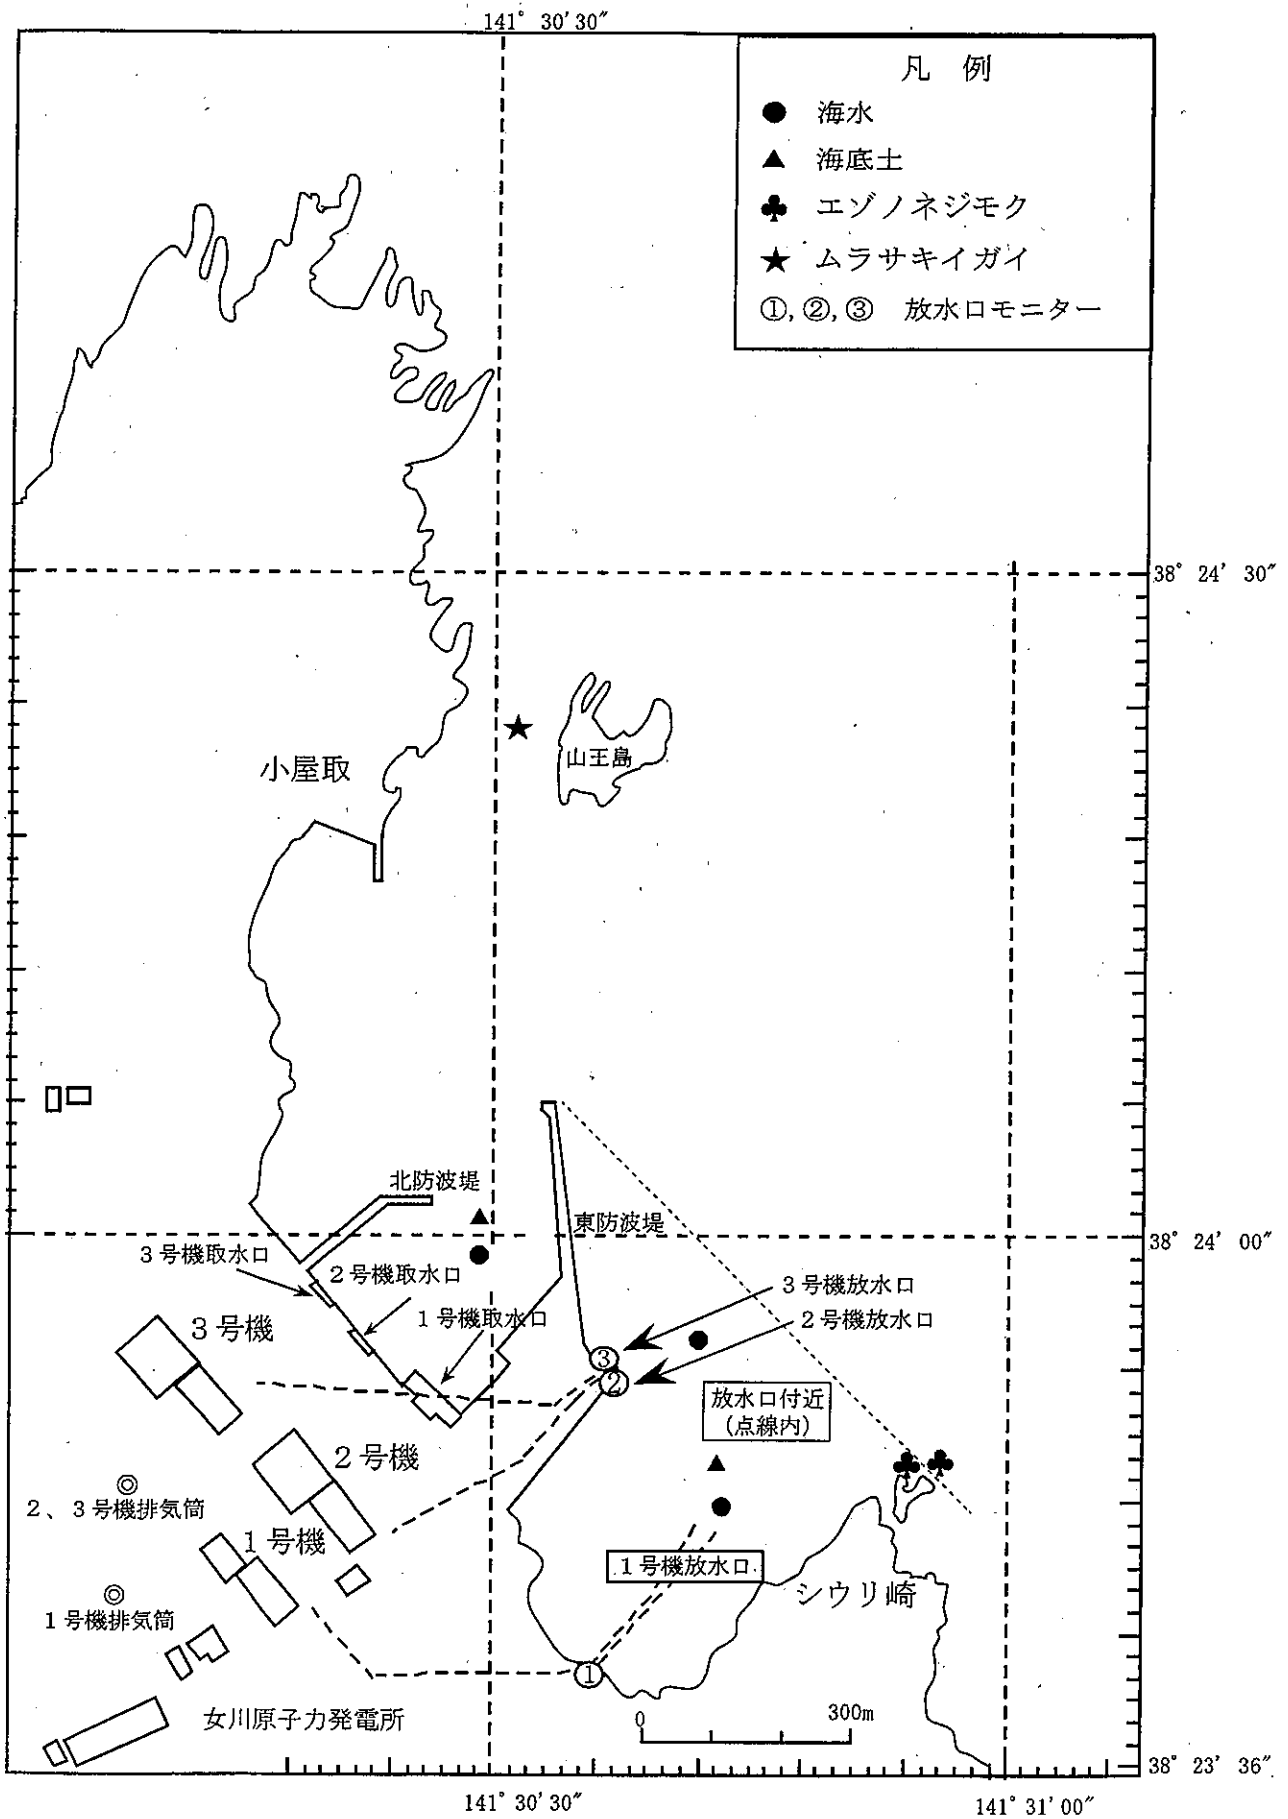 141° 30′30″
凡 例
● 海水
▲ 海底土
♣ エゾノネジモク
★ ムラサキイガイ
①,②,③ 放水口モニター
38° 24′ 30″
小屋取
山王島
北防波堤
東防波堤
38° 24′ 00″
3号機取水口
2号機取水口
1号機取水口
3号機放水口
2号機放水口
3号機
③
②
放水口付近
(点線内)
2号機
2、3号機排気筒
1号機
1号機放水口
シウリ崎
1号機排気筒
①
女川原子力発電所
0 300m
38° 23′ 36″
141° 30′30″
141° 31′00″